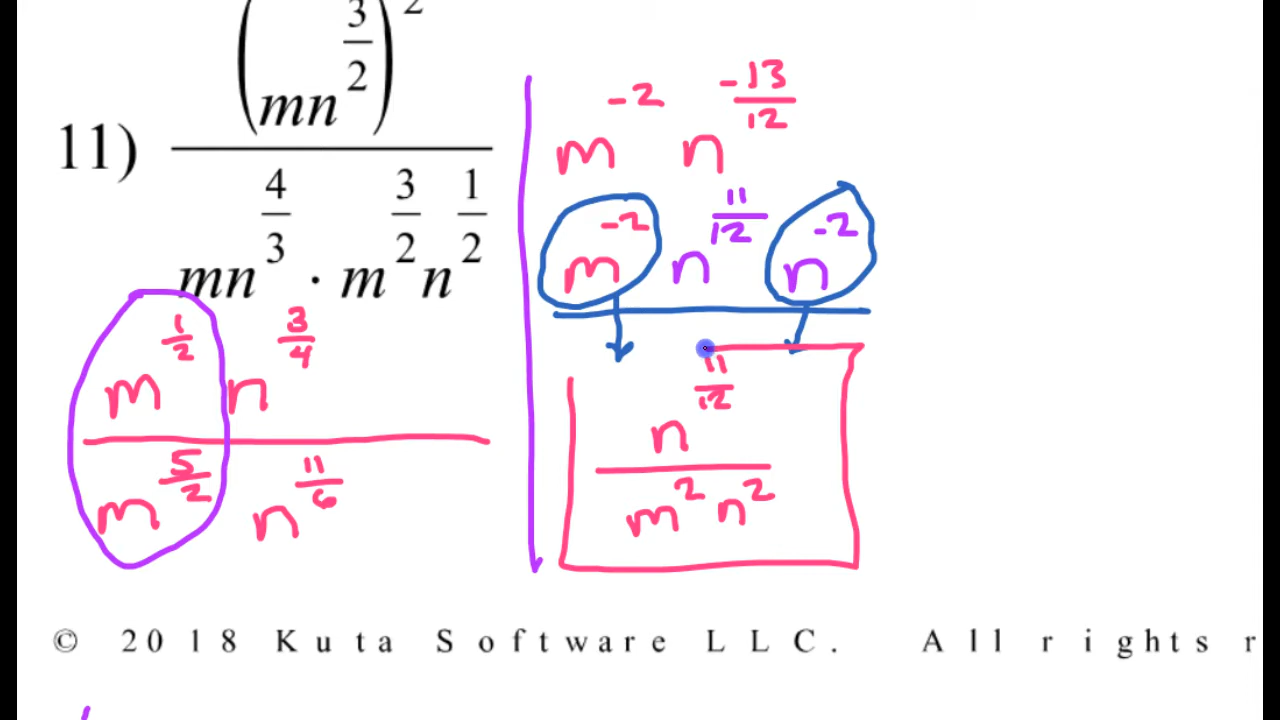 11) (mn^{3/2})^2
mn^{4/3} · m^{3/2}n^{1/2}
m^{1/2} n^{3/4}
m^{5/2} n^{11/6}
m^{-2} n^{-13/12}
m^{-2} n^{11/12} n^{-2}
n^{11/12}
m^2 n^2
© 2018 Kuta Software LLC. All rights r